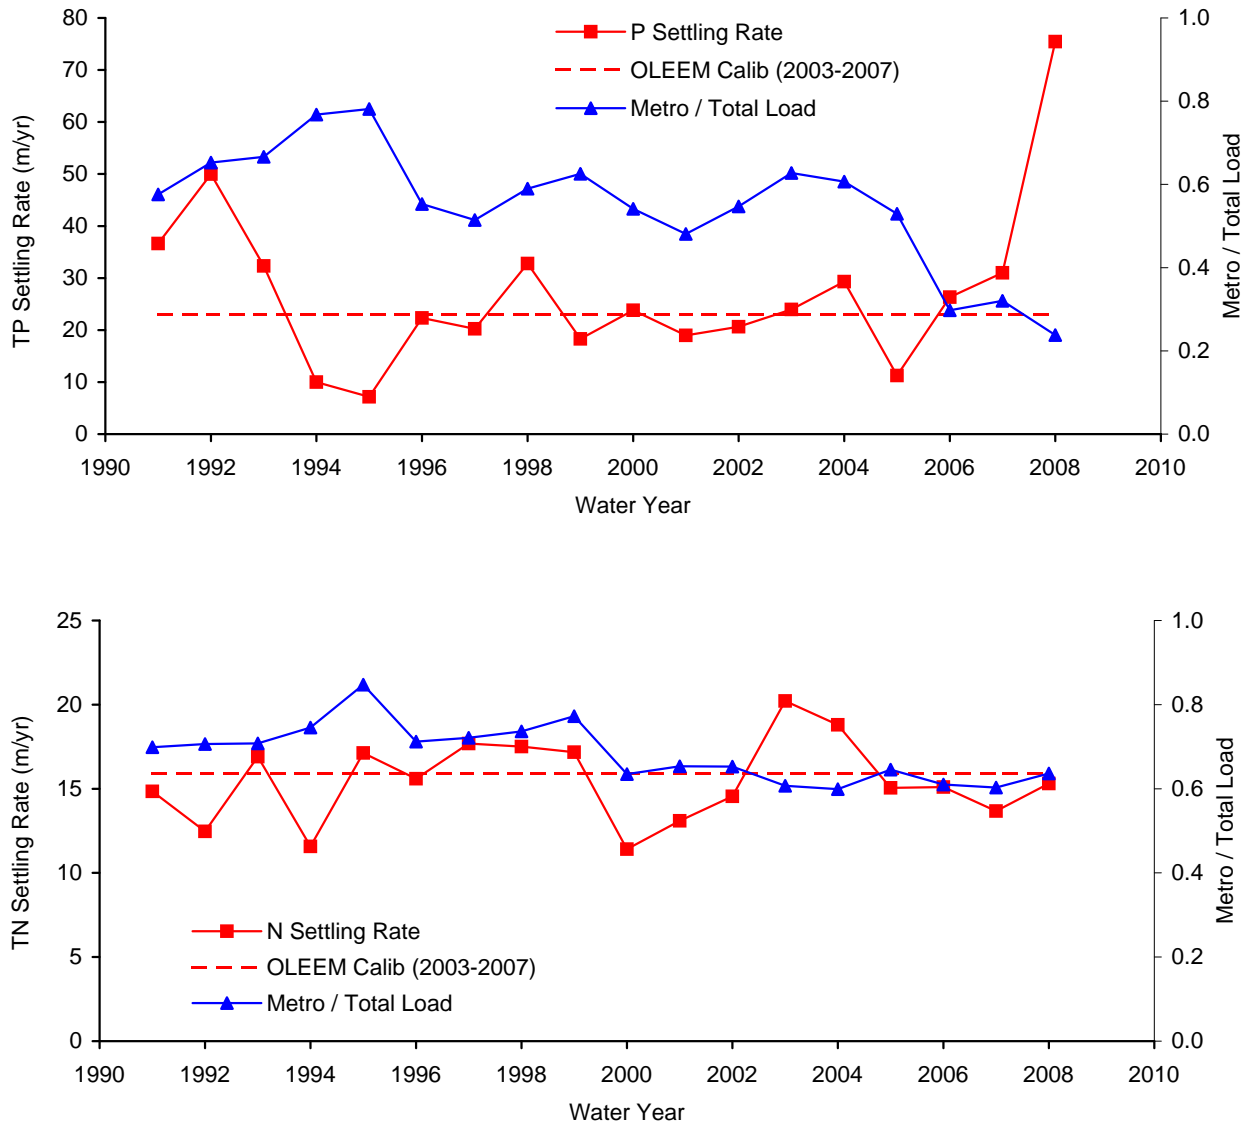 80
70
60
50
40
30
20
10
0
TP Settling Rate (m/yr)
P Settling Rate
OLEEM Calib (2003-2007)
Metro / Total Load
1.0
0.8
0.6
0.4
0.2
0.0
Metro / Total Load
1990 1992 1994 1996 1998 2000 2002 2004 2006 2008 2010
Water Year
25
20
15
10
5
0
TN Settling Rate (m/yr)
N Settling Rate
OLEEM Calib (2003-2007)
Metro / Total Load
1.0
0.8
0.6
0.4
0.2
0.0
Metro / Total Load
1990 1992 1994 1996 1998 2000 2002 2004 2006 2008 2010
Water Year